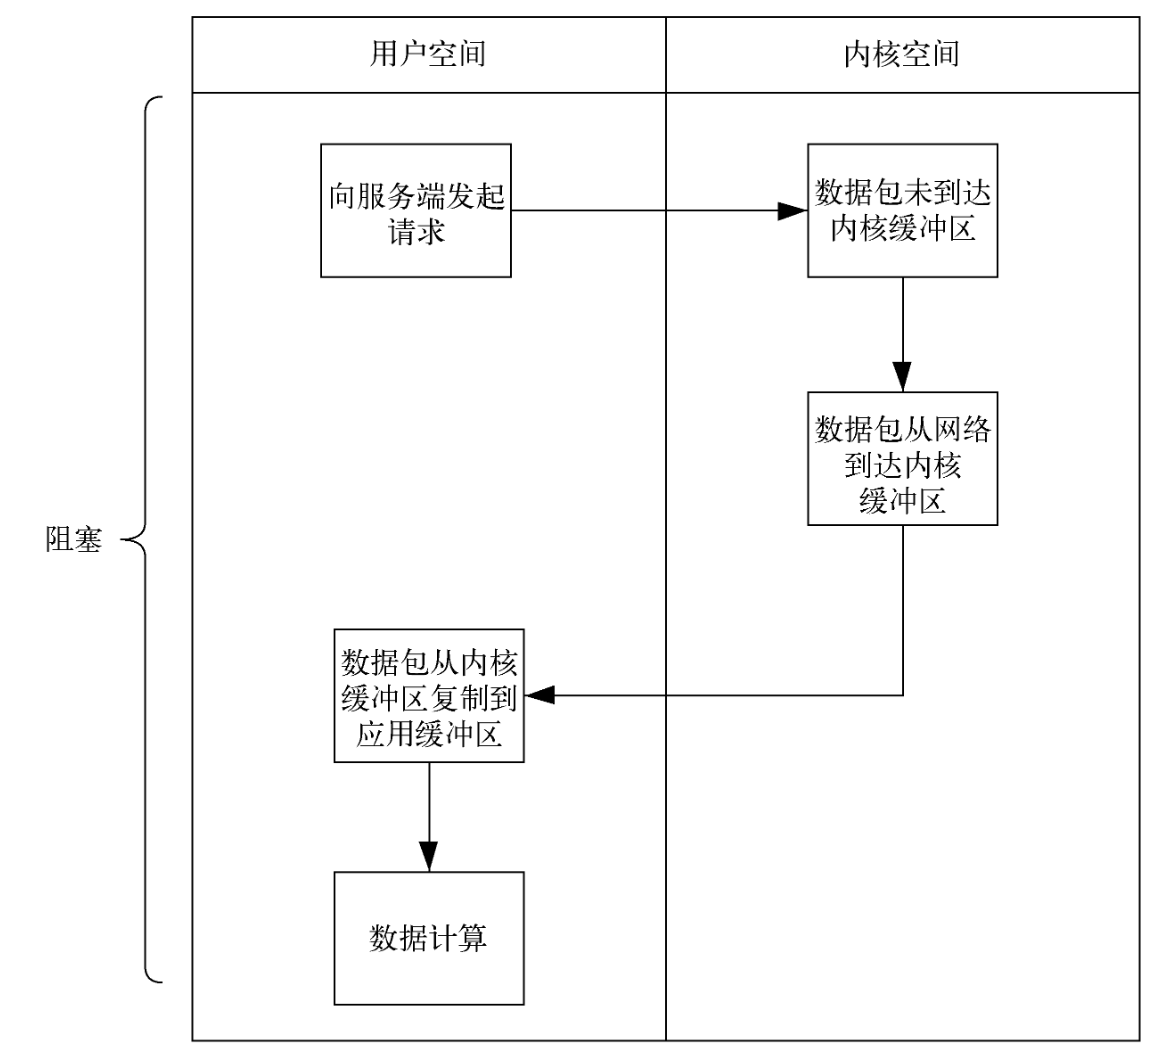 用户空间
内核空间
向服务端发起
请求
数据包未到达
内核缓冲区
数据包从网络
到达内核
缓冲区
阻塞
数据包从内核
缓冲区复制到
应用缓冲区
数据计算